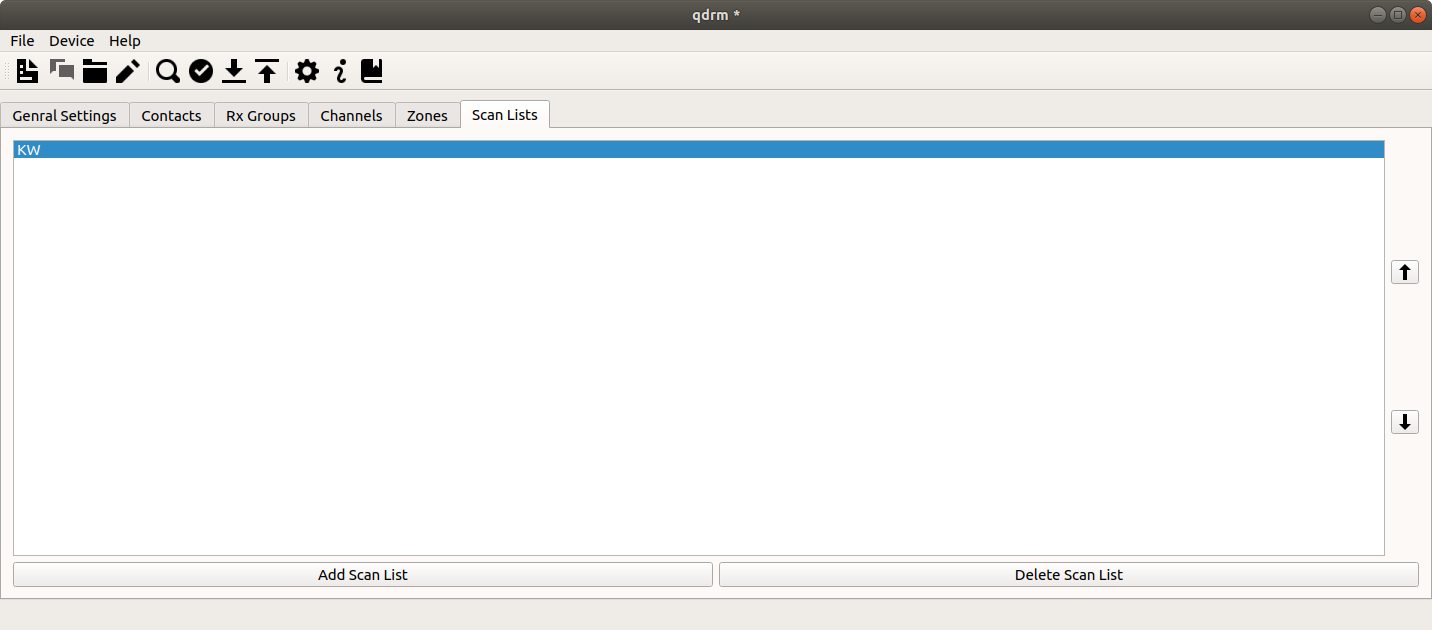 qdrm *
File Device Help
Genral Settings Contacts Rx Groups Channels Zones Scan Lists
KW
Add Scan List Delete Scan List